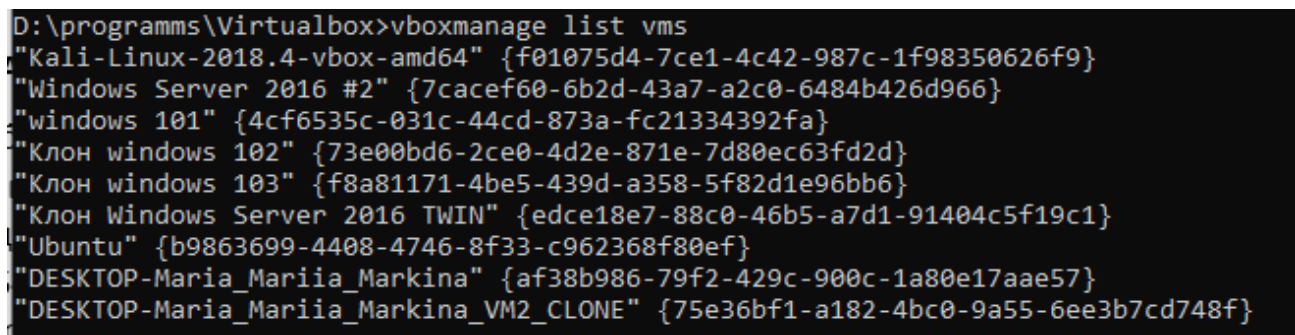 D:\programms\Virtualbox>vboxmanage list vms
"Kali-Linux-2018.4-vbox-amd64" {f01075d4-7ce1-4c42-987c-1f98350626f9}
"Windows Server 2016 #2" {7cacef60-6b2d-43a7-a2c0-6484b426d966}
"windows 101" {4cf6535c-031c-44cd-873a-fc21334392fa}
"Клон windows 102" {73e00bd6-2ce0-4d2e-871e-7d80ec63fd2d}
"Клон windows 103" {f8a81171-4be5-439d-a358-5f82d1e96bb6}
"Клон Windows Server 2016 TWIN" {edce18e7-88c0-46b5-a7d1-91404c5f19c1}
"Ubuntu" {b9863699-4408-4746-8f33-c962368f80ef}
"DESKTOP-Maria_Mariia_Markina" {af38b986-79f2-429c-900c-1a80e17aae57}
"DESKTOP-Maria_Mariia_Markina_VM2_CLONE" {75e36bf1-a182-4bc0-9a55-6ee3b7cd748f}